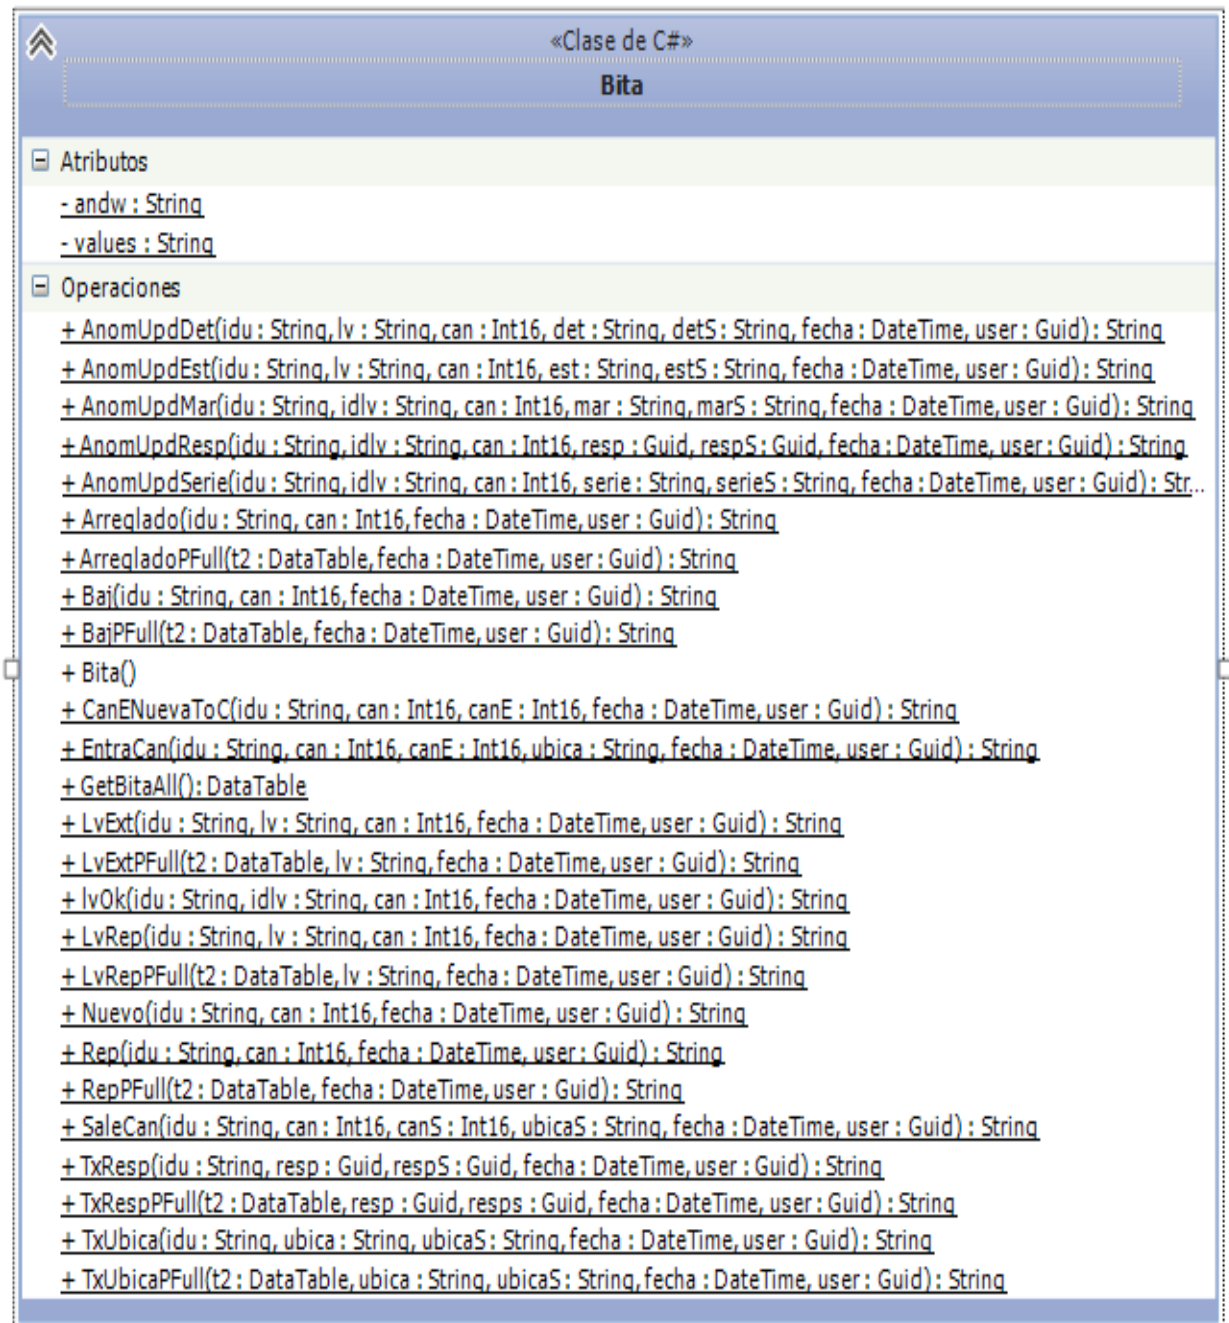 «Clase de C#»
Bita
Atributos
- andw : String
- values : String
Operaciones
+ AnomUpdDet(idu : String, lv : String, can : Int16, det : String, detS : String, fecha : DateTime, user : Guid) : String
+ AnomUpdEst(idu : String, lv : String, can : Int16, est : String, estS : String, fecha : DateTime, user : Guid) : String
+ AnomUpdMar(idu : String, idlv : String, can : Int16, mar : String, marS : String, fecha : DateTime, user : Guid) : String
+ AnomUpdResp(idu : String, idlv : String, can : Int16, resp : Guid, respS : Guid, fecha : DateTime, user : Guid) : String
+ AnomUpdSerie(idu : String, idlv : String, can : Int16, serie : String, serieS : String, fecha : DateTime, user : Guid) : Str...
+ Arreglado(idu : String, can : Int16, fecha : DateTime, user : Guid) : String
+ ArregladoPFull(t2 : DataTable, fecha : DateTime, user : Guid) : String
+ Baj(idu : String, can : Int16, fecha : DateTime, user : Guid) : String
+ BajPFull(t2 : DataTable, fecha : DateTime, user : Guid) : String
+ Bita()
+ CanENuevaToC(idu : String, can : Int16, canE : Int16, fecha : DateTime, user : Guid) : String
+ EntraCan(idu : String, can : Int16, canE : Int16, ubica : String, fecha : DateTime, user : Guid) : String
+ GetBitaAll() : DataTable
+ LvExt(idu : String, lv : String, can : Int16, fecha : DateTime, user : Guid) : String
+ LvExtPFull(t2 : DataTable, lv : String, fecha : DateTime, user : Guid) : String
+ lvOk(idu : String, idlv : String, can : Int16, fecha : DateTime, user : Guid) : String
+ LvRep(idu : String, lv : String, can : Int16, fecha : DateTime, user : Guid) : String
+ LvRepPFull(t2 : DataTable, lv : String, fecha : DateTime, user : Guid) : String
+ Nuevo(idu : String, can : Int16, fecha : DateTime, user : Guid) : String
+ Rep(idu : String, can : Int16, fecha : DateTime, user : Guid) : String
+ RepPFull(t2 : DataTable, fecha : DateTime, user : Guid) : String
+ SaleCan(idu : String, can : Int16, canS : Int16, ubicaS : String, fecha : DateTime, user : Guid) : String
+ TxResp(idu : String, resp : Guid, respS : Guid, fecha : DateTime, user : Guid) : String
+ TxRespPFull(t2 : DataTable, resp : Guid, resps : Guid, fecha : DateTime, user : Guid) : String
+ TxUbica(idu : String, ubica : String, ubicaS : String, fecha : DateTime, user : Guid) : String
+ TxUbicaPFull(t2 : DataTable, ubica : String, ubicaS : String, fecha : DateTime, user : Guid) : String